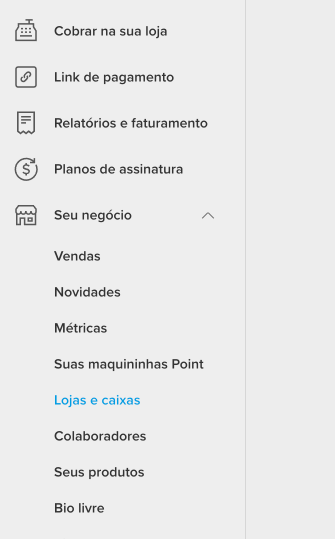 Cobrar na sua loja
Link de pagamento
Relatórios e faturamento
Planos de assinatura
Seu negócio
Vendas
Novidades
Métricas
Suas maquininhas Point
Lojas e caixas
Colaboradores
Seus produtos
Bio livre